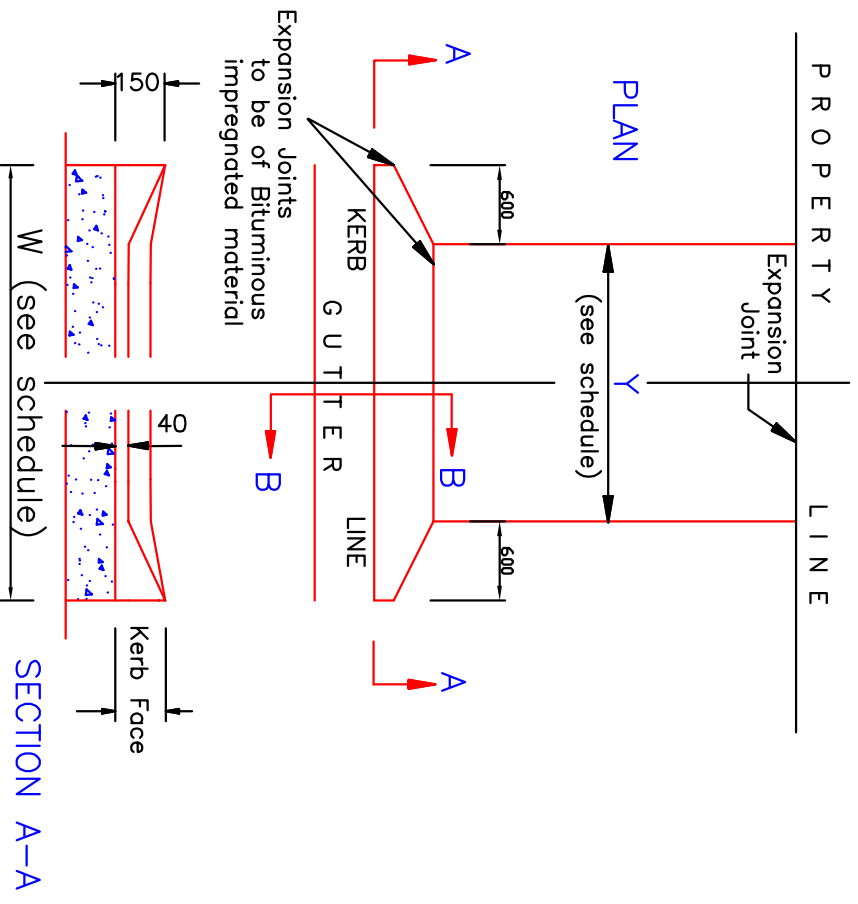 PROPERTY LINE
PLAN
Expansion
Joint
Y
(see schedule)
600
600
A
A
KERB LINE
B
B
GUTTER
Expansion Joints
to be of Bituminous
impregnated material
150
40
Kerb Face
W (see schedule)
SECTION A–A